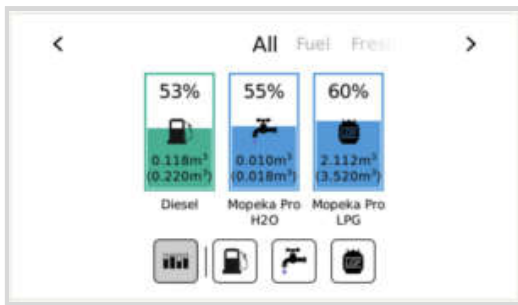 All Fuel Fresh
53% 55% 60%
0.118m³ 0.010m³ 2.112m³
(0.220m³) (0.018m³) (3.520m³)
Diesel Mopeka Pro Mopeka Pro
H2O LPG